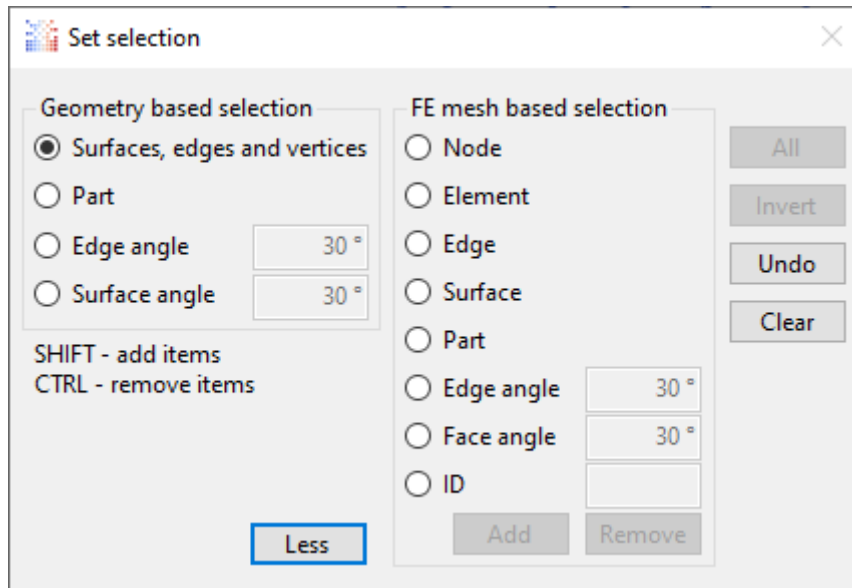 Set selection
Geometry based selection
Surfaces, edges and vertices
Part
Edge angle 30 °
Surface angle 30 °
SHIFT - add items
CTRL - remove items
Less
FE mesh based selection
Node
Element
Edge
Surface
Part
Edge angle 30 °
Face angle 30 °
ID
Add Remove
All
Invert
Undo
Clear